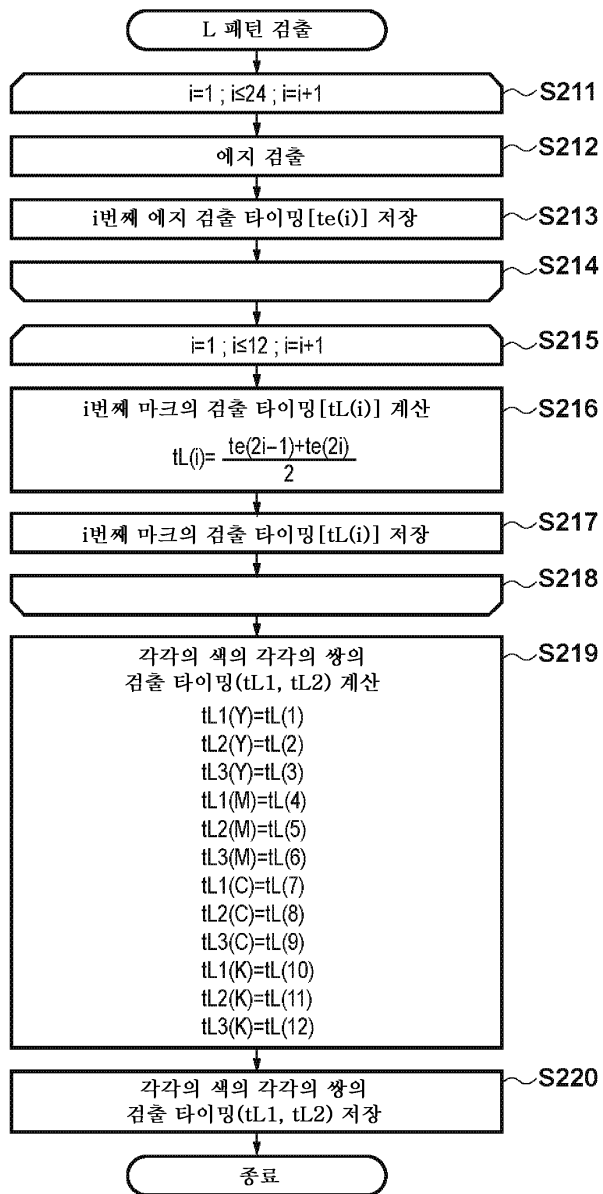 L 패턴 검출
i=1 ; i≤24 ; i=i+1
S211
에지 검출
S212
i번째 에지 검출 타이밍[te(i)] 저장
S213
S214
i=1 ; i≤12 ; i=i+1
S215
i번째 마크의 검출 타이밍[tL(i)] 계산
S216
tL(i)= te(2i−1)+te(2i)
2
i번째 마크의 검출 타이밍[tL(i)] 저장
S217
S218
각각의 색의 각각의 쌍의
S219
검출 타이밍(tL1, tL2) 계산
tL1(Y)=tL(1)
tL2(Y)=tL(2)
tL3(Y)=tL(3)
tL1(M)=tL(4)
tL2(M)=tL(5)
tL3(M)=tL(6)
tL1(C)=tL(7)
tL2(C)=tL(8)
tL3(C)=tL(9)
tL1(K)=tL(10)
tL2(K)=tL(11)
tL3(K)=tL(12)
각각의 색의 각각의 쌍의
S220
검출 타이밍(tL1, tL2) 저장
종료